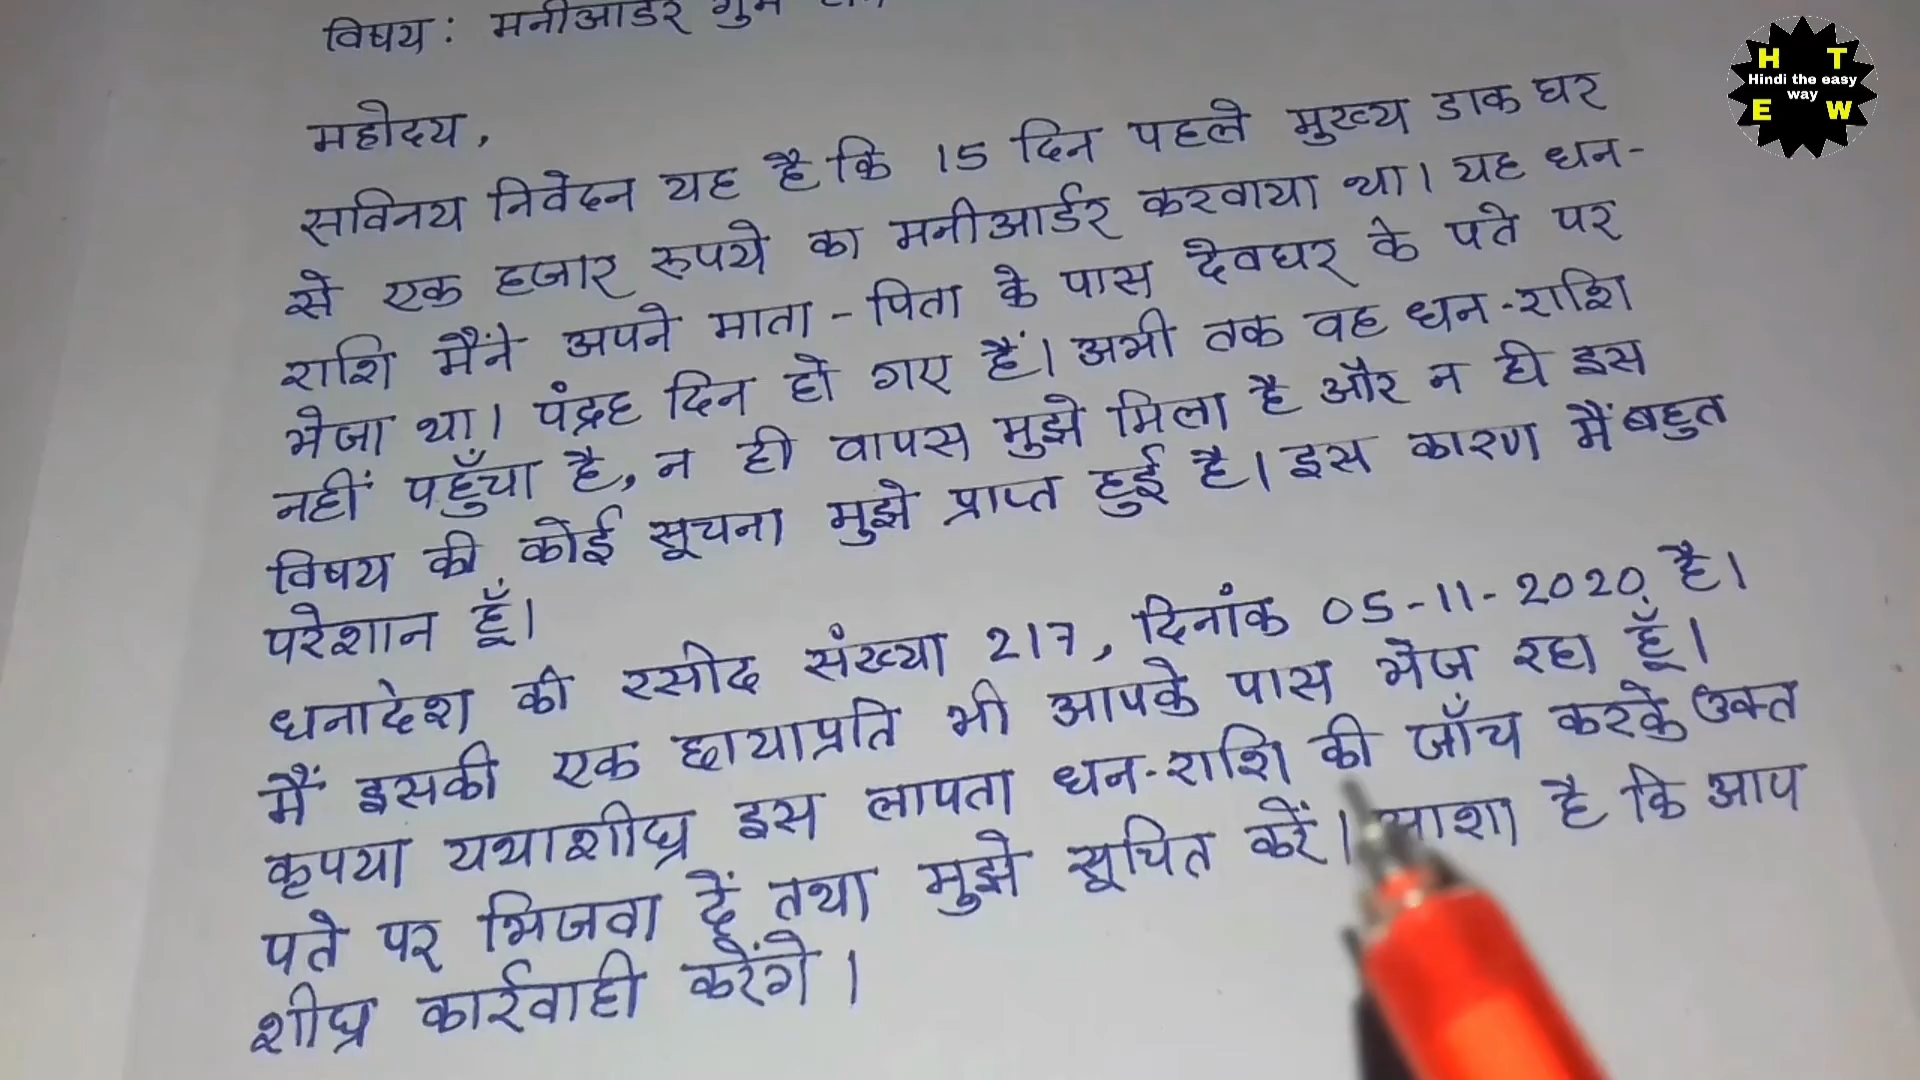 विषय : मनीआर्डर गुम
H T
Hindi the easy
way
E W
महोदय,
सविनय निवेदन यह है कि 15 दिन पहले मुख्य डाक घर
से एक हजार रुपये का मनीआर्डर करवाया था। यह धन-
राशि मैंने अपने माता - पिता के पास देवघर के पते पर
भेजा था। पंद्रह दिन हो गए हैं। अभी तक वह धन-राशि
नहीं पहुँचा है, न ही वापस मुझे मिला है और न ही इस
विषय की कोई सूचना मुझे प्राप्त हुई है। इस कारण मैं बहुत
परेशान हूँ।
धनादेश की रसीद संख्या 217, दिनांक 05-11-2020 है।
मैं इसकी एक छायाप्रति भी आपके पास भेज रहा हूँ।
कृपया यथाशीघ्र इस लापता धन-राशि की जाँच करके उक्त
पते पर भिजवा दें तथा मुझे सूचित करें। आशा है कि आप
शीघ्र कार्रवाही करेंगे।